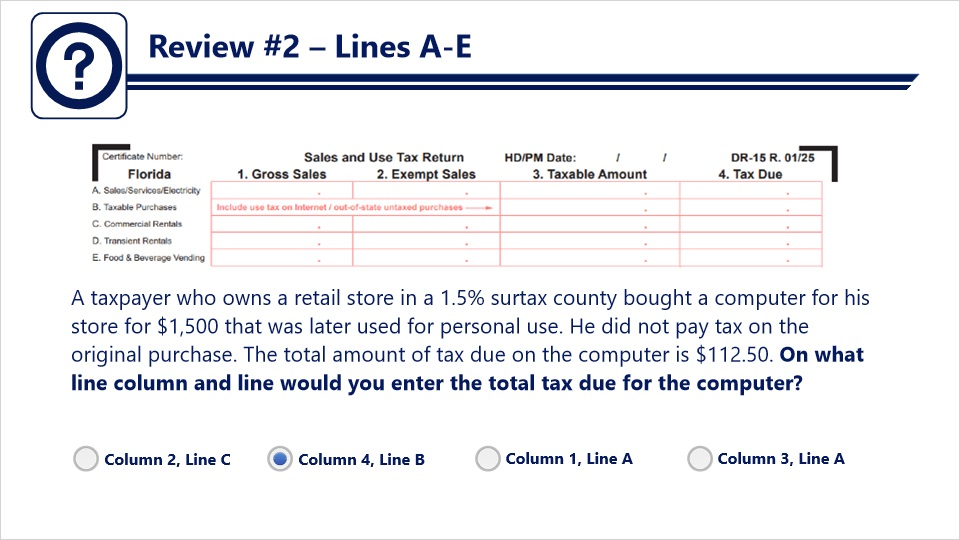 ?
Review #2 – Lines A-E
Certificate Number: Sales and Use Tax Return HD/PM Date: / / DR-15 R. 01/25
Florida 1. Gross Sales 2. Exempt Sales 3. Taxable Amount 4. Tax Due
A. Sales/Services/Electricity . . . .
B. Taxable Purchases Include use tax on Internet / out-of-state untaxed purchases . .
C. Commercial Rentals . . . .
D. Transient Rentals . . . .
E. Food & Beverage Vending . . . .
A taxpayer who owns a retail store in a 1.5% surtax county bought a computer for his
store for $1,500 that was later used for personal use. He did not pay tax on the
original purchase. The total amount of tax due on the computer is $112.50. On what
line column and line would you enter the total tax due for the computer?
Column 2, Line C Column 4, Line B Column 1, Line A Column 3, Line A